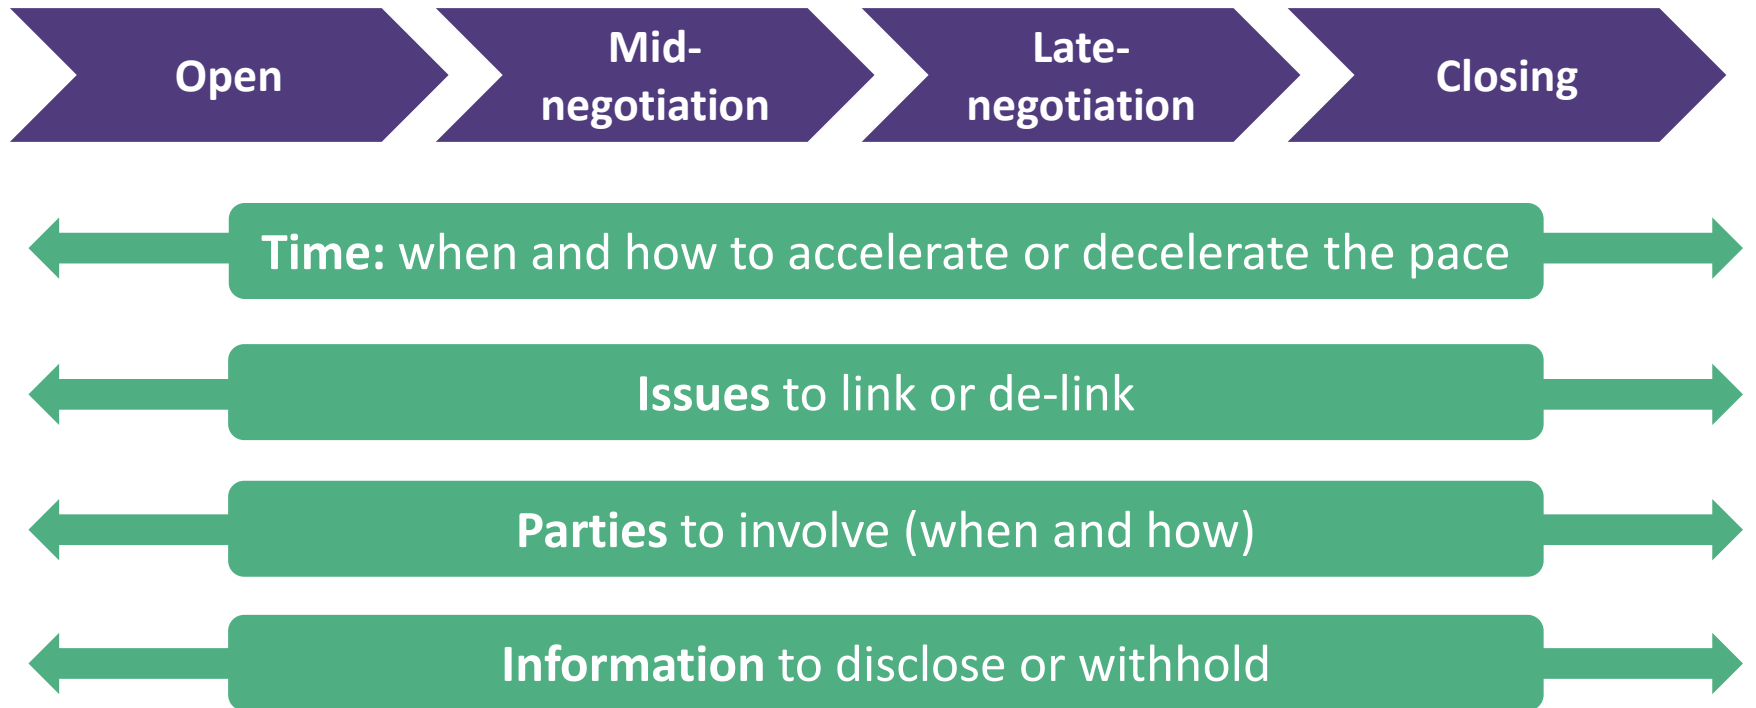 Open
Mid-
negotiation
Late-
negotiation
Closing
Time: when and how to accelerate or decelerate the pace
Issues to link or de-link
Parties to involve (when and how)
Information to disclose or withhold